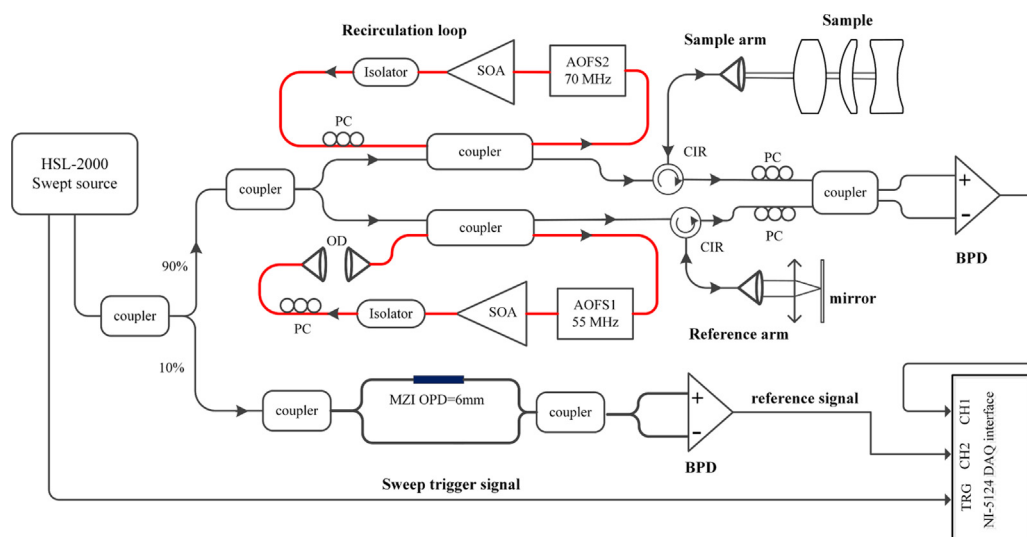 Recirculation loop
Sample
Sample arm
Isolator
SOA
AOFS2
70 MHz
PC
HSL-2000
Swept source
coupler
coupler
CIR
PC
coupler
+
-
BPD
coupler
OD
CIR
PC
90%
coupler
PC
Isolator
SOA
AOFS1
55 MHz
mirror
Reference arm
10%
coupler
MZI OPD=6mm
coupler
+
-
BPD
reference signal
Sweep trigger signal
CH1
CH2
TRG
NI-5124 DAQ interface